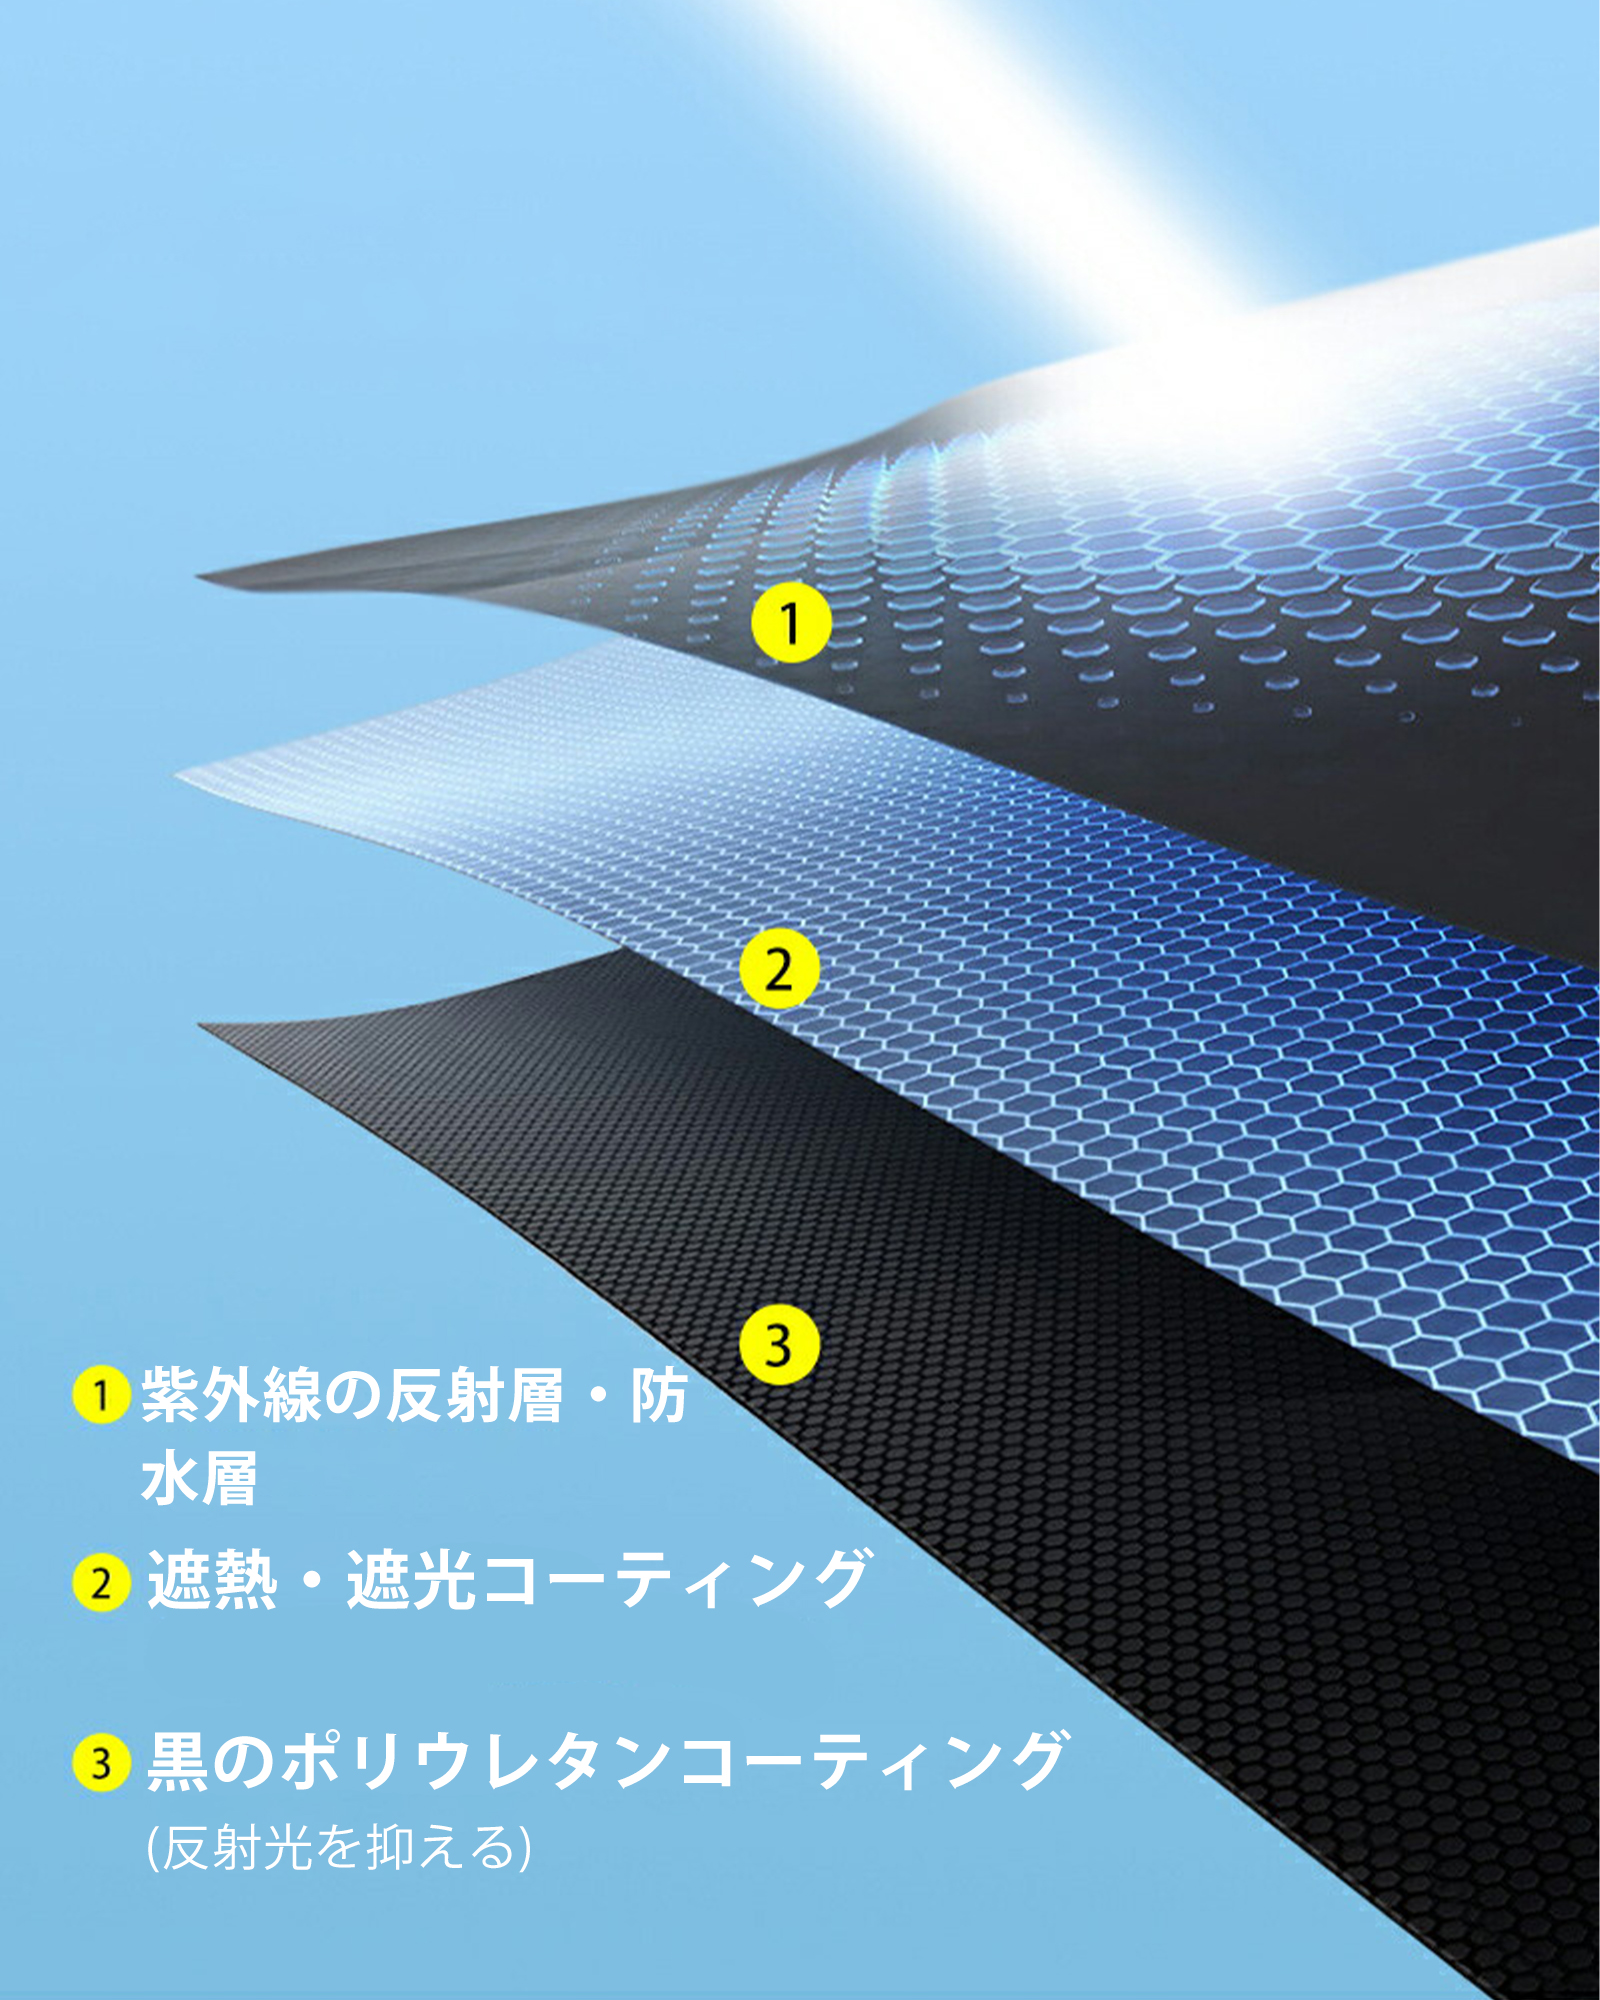 1
2
3
1 紫外線の反射層・防
水層
2 遮熱・遮光コーティング
3 黒のポリウレタンコーティング
(反射光を抑える)